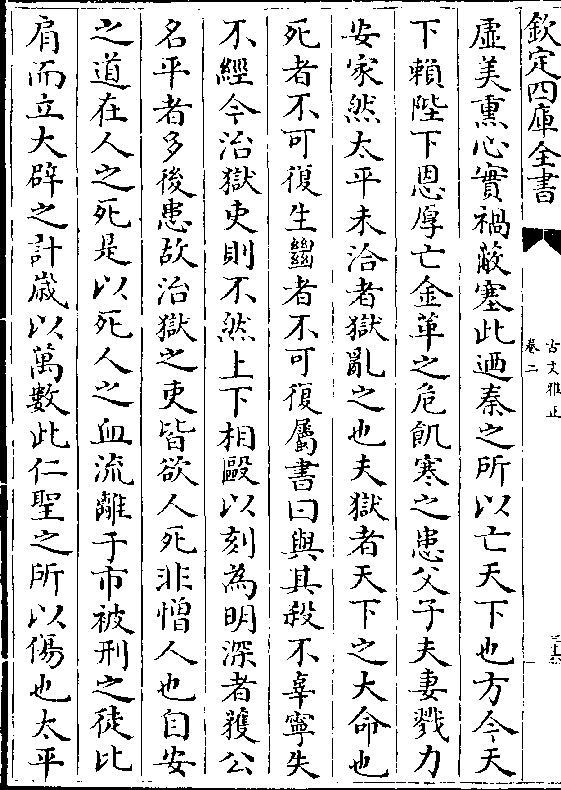 欽定四庫全書
古文雅正
卷二
虛美熏心實禍蔽塞此迺秦之所以亡天下也方今天
下賴陛下恩厚亡金革之危飢寒之患父子夫妻戮力
安家然太平未洽者獄亂之也夫獄者天下之大命也
死者不可復生㡭者不可復屬書曰與其殺不辜寧失
不經今治獄吏則不然上下相毆以刻為明深者獲公
名平者多後患故治獄之吏皆欲人死非憎人也自安
之道在人之死是以死人之血流離于市被刑之徒比
肩而立大辟之計歲以萬數此仁聖之所以傷也太平